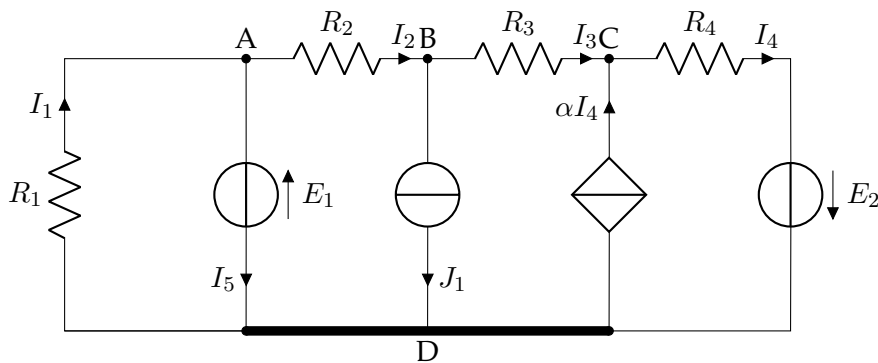 A R₂ I₂ B R₃ I₃ C R₄ I₄
I₁ αI₄
R₁ E₁ E₂
I₅ J₁
D